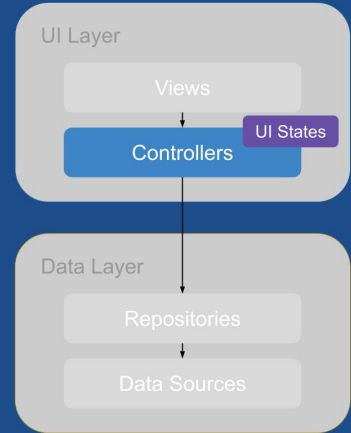 UI Layer
Views
UI States
Controllers
Data Layer
Repositories
Data Sources